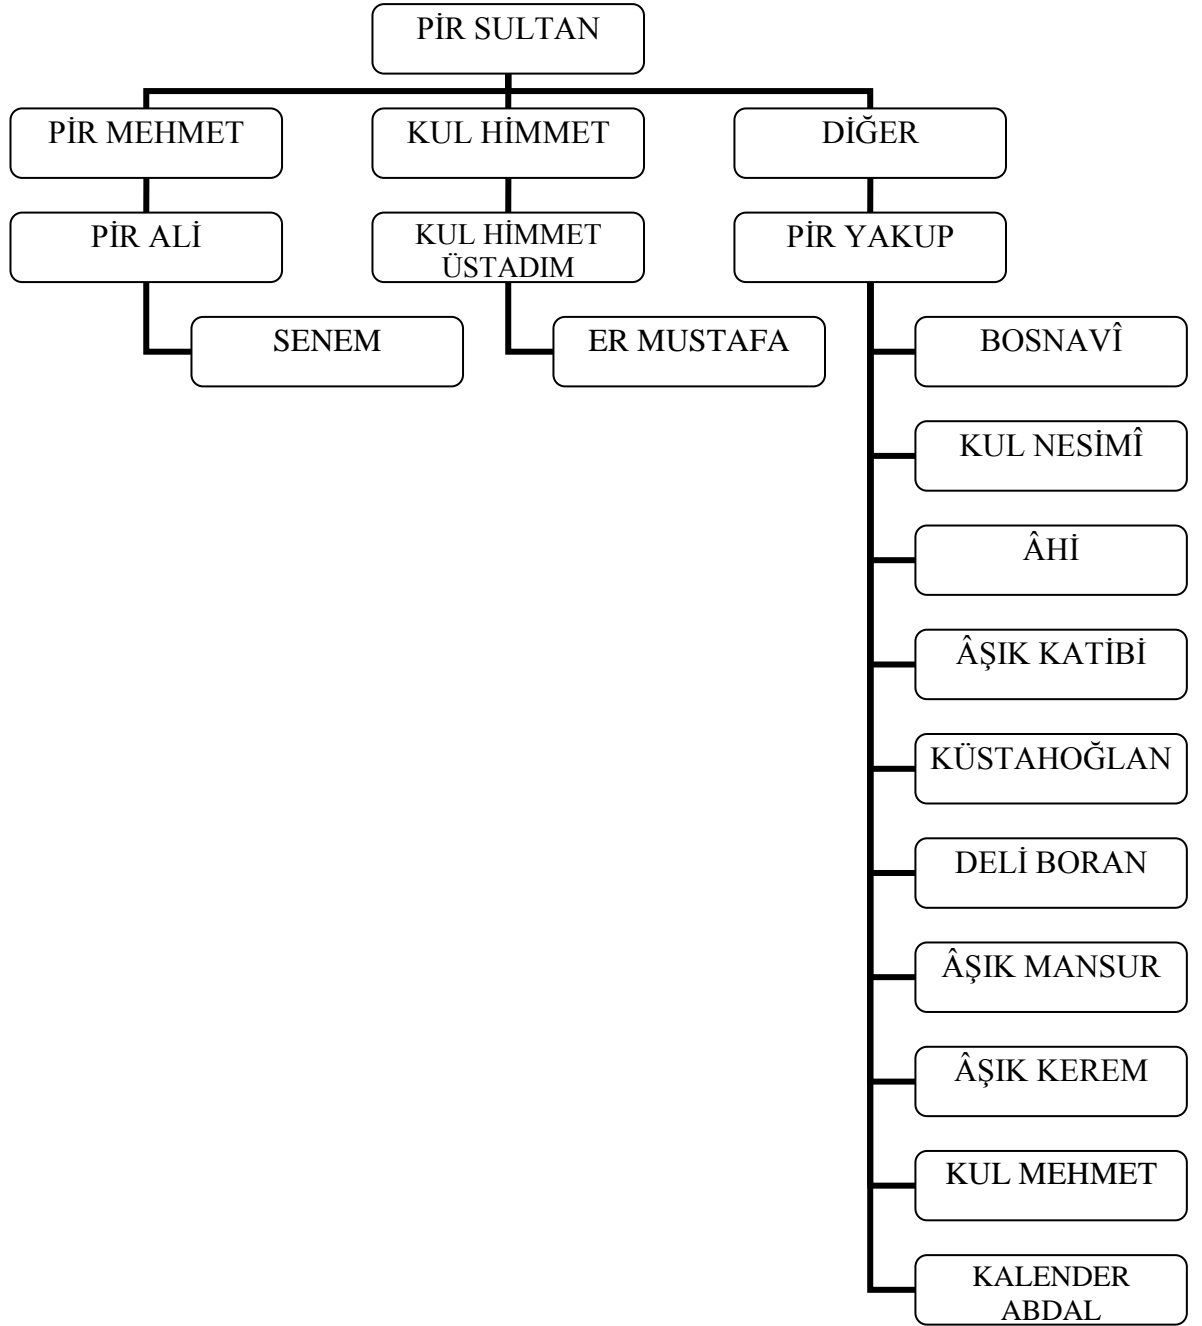 PİR SULTAN
PİR MEHMET
KUL HİMMET
DİĞER
PİR ALİ
KUL HİMMET
ÜSTADIM
PİR YAKUP
SENEM
ER MUSTAFA
BOSNAVÎ
KUL NESİMÎ
ÂHİ
ÂŞIK KATİBİ
KÜSTAHOĞLAN
DELİ BORAN
ÂŞIK MANSUR
ÂŞIK KEREM
KUL MEHMET
KALENDER
ABDAL